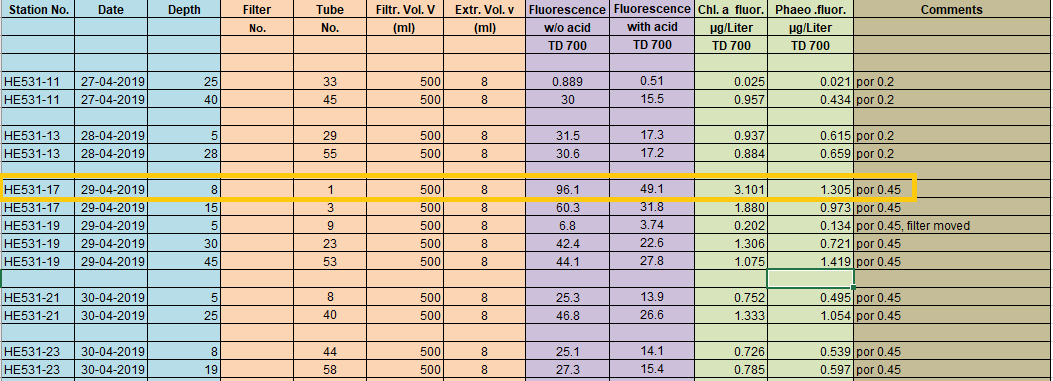 Station No. Date Depth Filter Tube Filtr. Vol. V Extr. Vol. v Fluorescence Fluorescence Chl. a fluor. Phaeo .fluor. Comments
No. No. (ml) (ml) w/o acid with acid µg/Liter µg/Liter
TD 700 TD 700 TD 700 TD 700
HE531-11 27-04-2019 25 33 500 8 0.889 0.51 0.025 0.021 por 0.2
HE531-11 27-04-2019 40 45 500 8 30 15.5 0.957 0.434 por 0.2
HE531-13 28-04-2019 5 29 500 8 31.5 17.3 0.937 0.615 por 0.2
HE531-13 28-04-2019 28 55 500 8 30.6 17.2 0.884 0.659 por 0.2
HE531-17 29-04-2019 8 1 500 8 96.1 49.1 3.101 1.305 por 0.45
HE531-17 29-04-2019 15 3 500 8 60.3 31.8 1.880 0.973 por 0.45
HE531-19 29-04-2019 5 9 500 8 6.8 3.74 0.202 0.134 por 0.45, filter moved
HE531-19 29-04-2019 30 23 500 8 42.4 22.6 1.306 0.721 por 0.45
HE531-19 29-04-2019 45 53 500 8 44.1 27.8 1.075 1.419 por 0.45
HE531-21 30-04-2019 5 8 500 8 25.3 13.9 0.752 0.495 por 0.45
HE531-21 30-04-2019 25 40 500 8 46.8 26.6 1.333 1.054 por 0.45
HE531-23 30-04-2019 8 44 500 8 25.1 14.1 0.726 0.539 por 0.45
HE531-23 30-04-2019 19 58 500 8 27.3 15.4 0.785 0.597 por 0.45